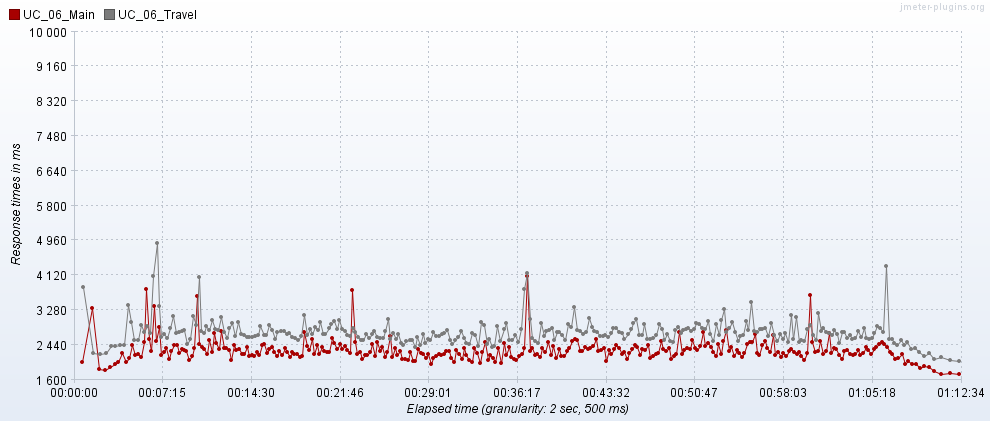 UC_06_Main UC_06_Travel
jmeter-plugins.org
10 000
9 160
8 320
7 480
6 640
5 800
4 960
4 120
3 280
2 440
1 600
Response times in ms
00:00:00 00:07:15 00:14:30 00:21:46 00:29:01 00:36:17 00:43:32 00:50:47 00:58:03 01:05:18 01:12:34
Elapsed time (granularity: 2 sec, 500 ms)